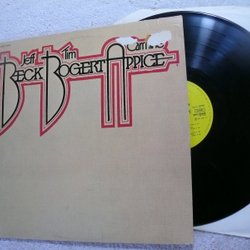 Jeff Tim Carmine
BECK BOGERT APPICE